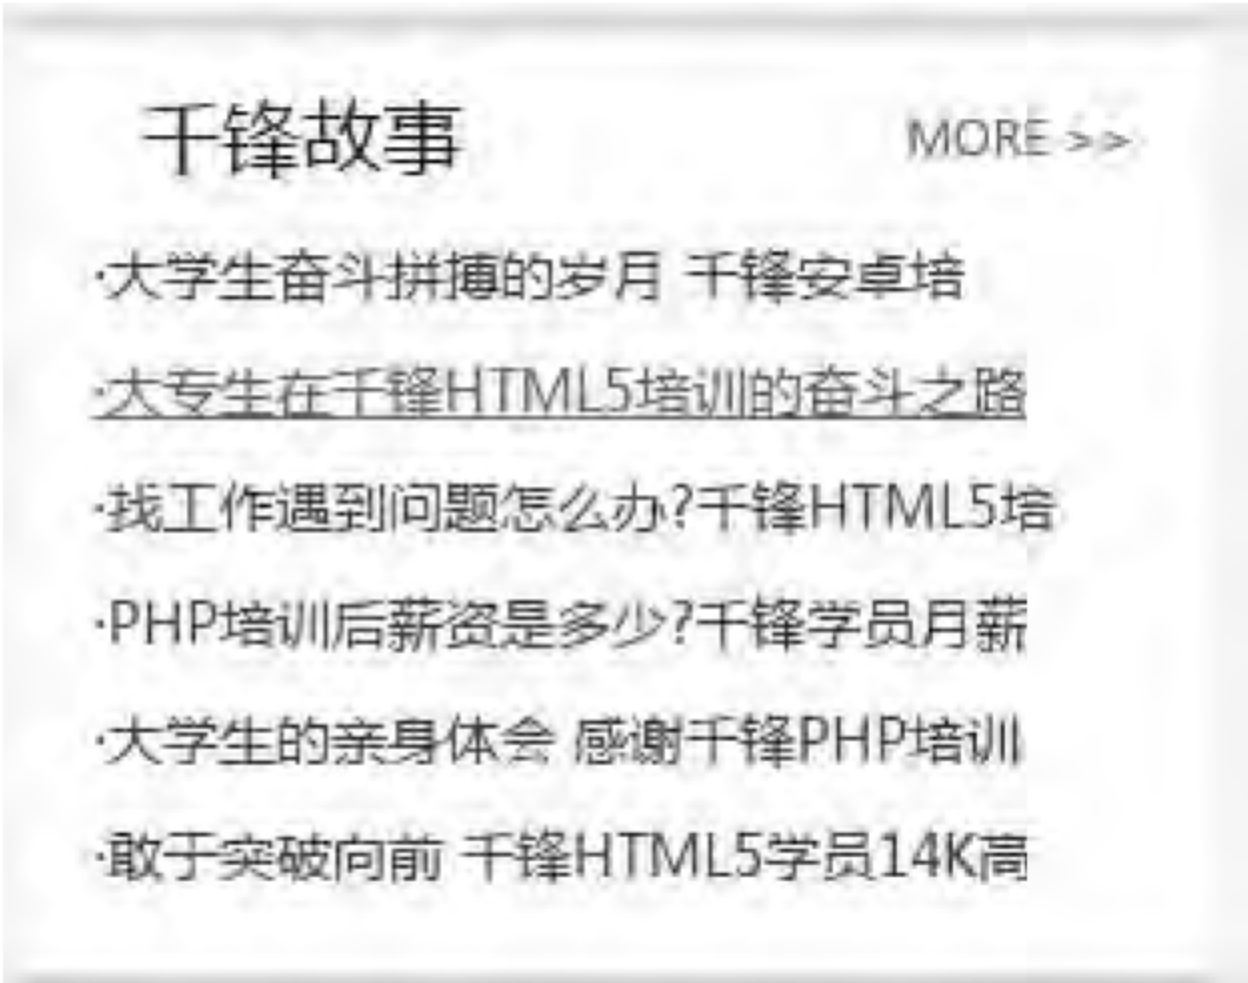 千锋故事 MORE >>
·大学生奋斗拼搏的岁月 千锋安卓培
·大专生在千锋HTML5培训的奋斗之路
·找工作遇到问题怎么办?千锋HTML5培
·PHP培训后薪资是多少?千锋学员月薪
·大学生的亲身体会 感谢千锋PHP培训
·敢于突破向前 千锋HTML5学员14K高